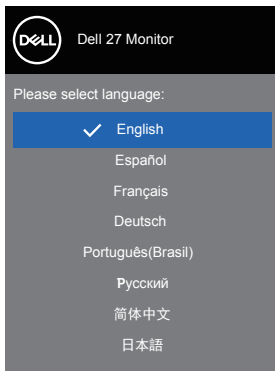 DELL
Dell 27 Monitor
Please select language:
English
Español
Français
Deutsch
Português(Brasil)
Русский
简体中文
日本語